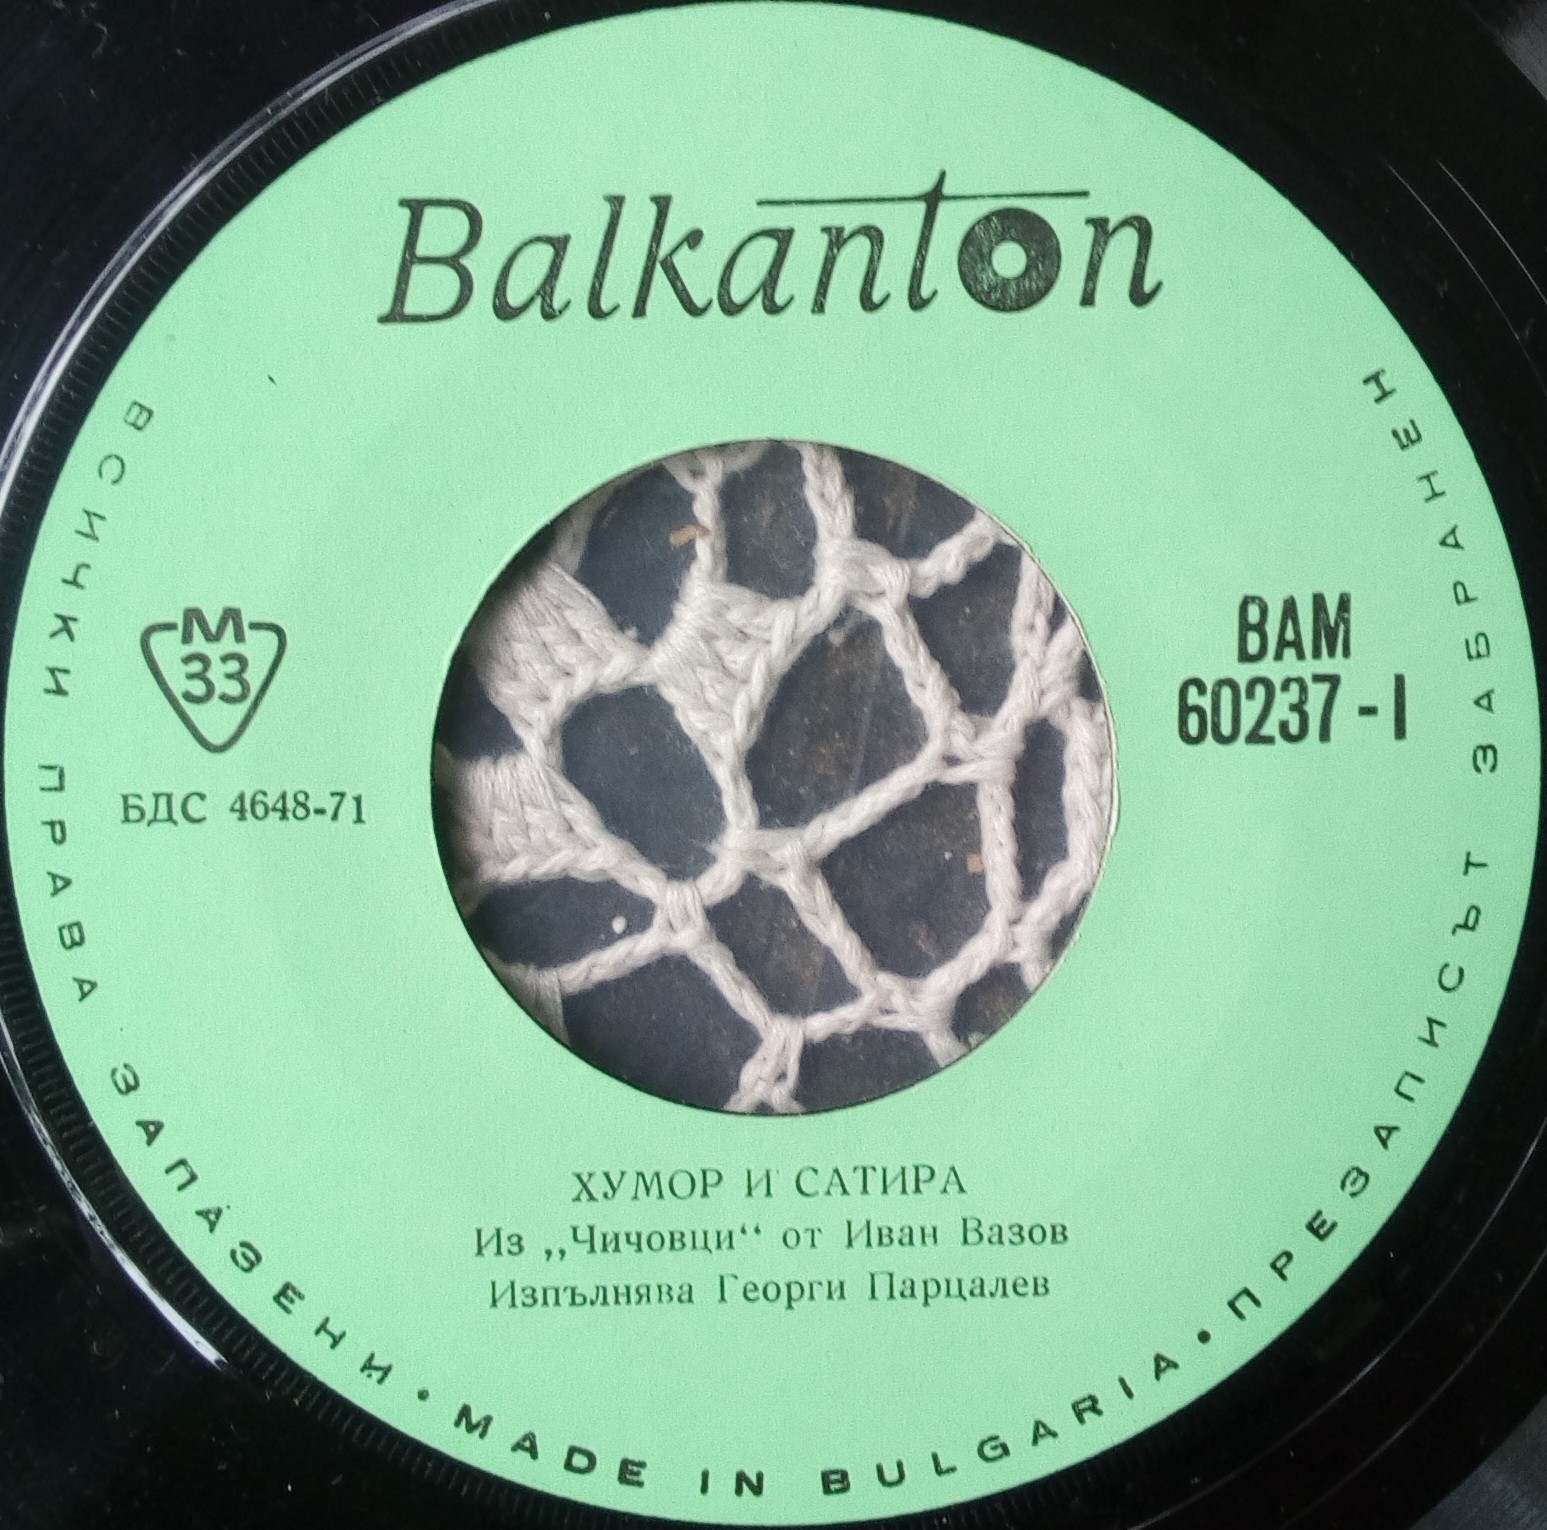 Balkanton
М
33
БДС 4648-71
ВАМ
60237-I
ХУМОР И САТИРА
Из „Чичовци“ от Иван Вазов
Изпълнява Георги Парцалев
ВСИЧКИ ПРАВА ЗАПАЗЕНИ • MADE IN BULGARIA • ПРЕЗАПИСЪТ ЗАБРАНЕН